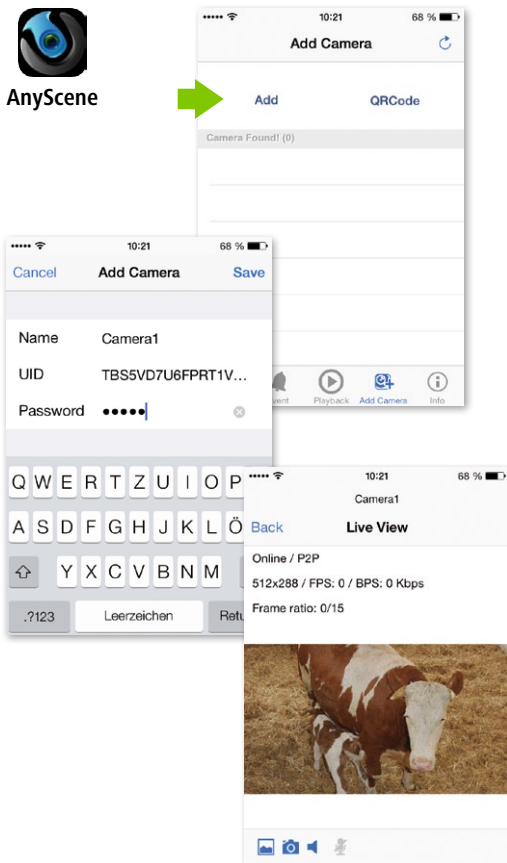 AnyScene
10:21 68 %
Add Camera
Add QRCode
Camera Found! (0)
Playback Add Camera Info
10:21 68 %
Cancel Add Camera Save
Name Camera1
UID TBS5VD7U6FPRT1V...
Password •••••
Q W E R T Z U I O P
A S D F G H J K L Ö
Y X C V B N M
.?123 Leerzeichen
10:21 68 %
Camera1
Back Live View
Online / P2P
512x288 / FPS: 0 / BPS: 0 Kbps
Frame ratio: 0/15